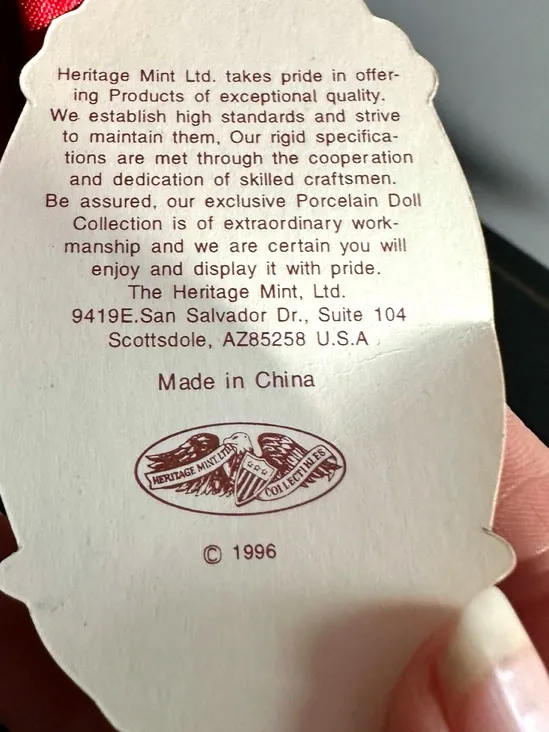 Heritage Mint Ltd. takes pride in offer-
ing Products of exceptional quality.
We establish high standards and strive
to maintain them, Our rigid specifica-
tions are met through the cooperation
and dedication of skilled craftsmen.
Be assured, our exclusive Porcelain Doll
Collection is of extraordinary work-
manship and we are certain you will
enjoy and display it with pride.
The Heritage Mint, Ltd.
9419E.San Salvador Dr., Suite 104
Scottsdole, AZ85258 U.S.A
Made in China
HERITAGE MINT LTD
COLLECTIBLES
© 1996